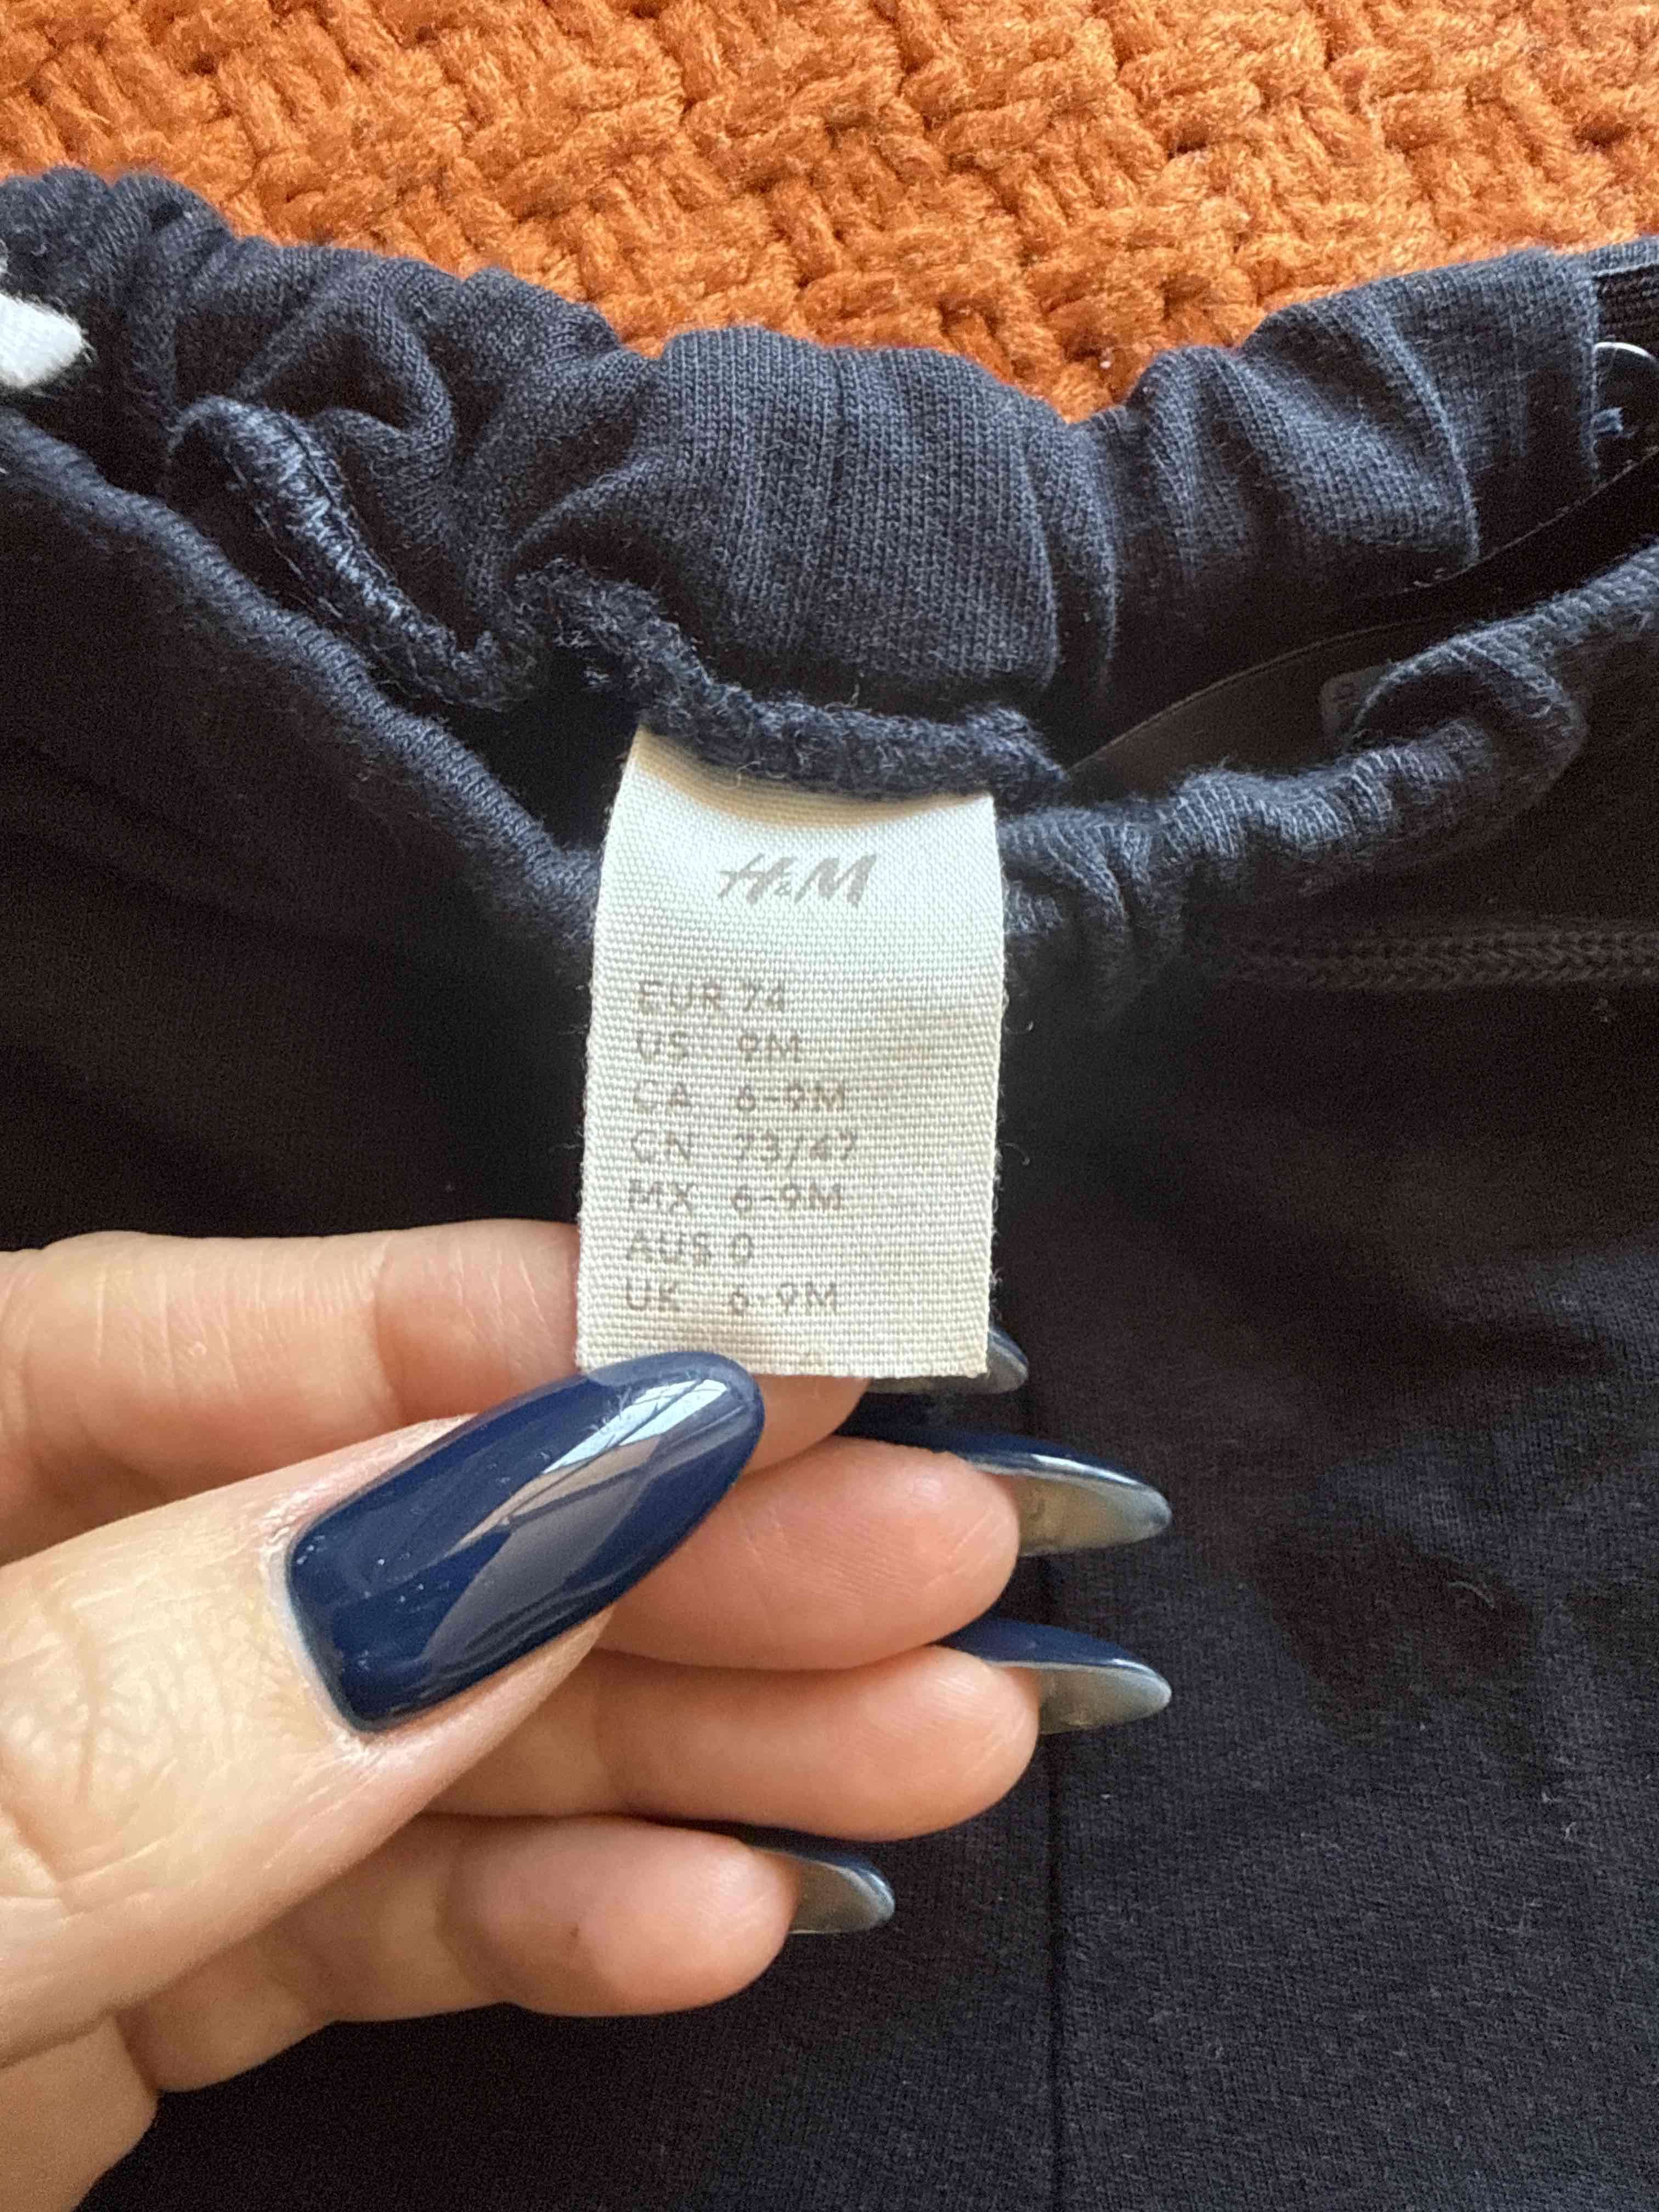 H&M
EUR 74
US 9M
CA 6-9M
CN 73/47
MX 6-9M
AUS 0
UK 6-9M